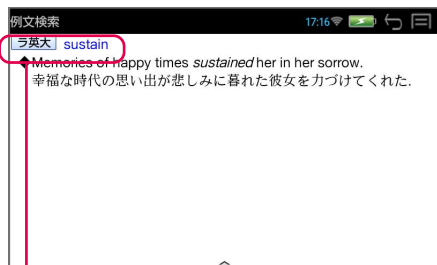 例文検索 17:16
ラ英大 sustain
◆Memories of happy times sustained her in her sorrow.
幸福な時代の思い出が悲しみに暮れた彼女を力づけてくれた.